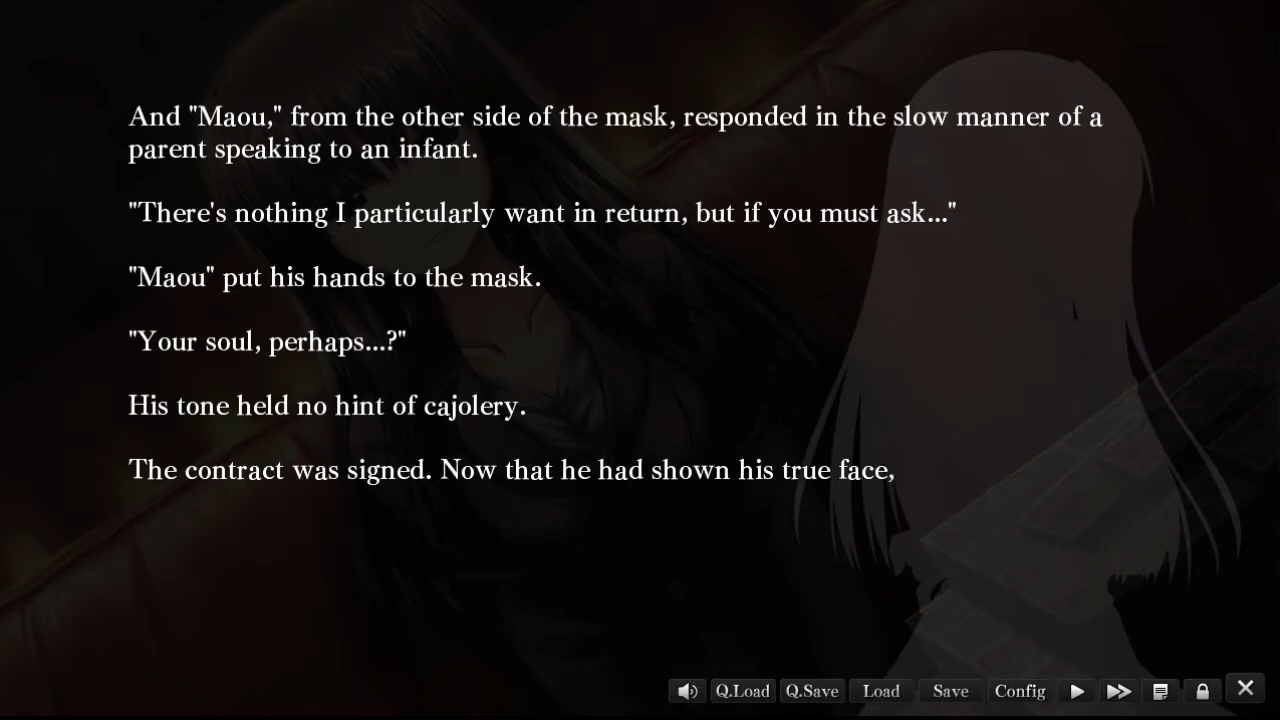 And "Maou," from the other side of the mask, responded in the slow manner of a
parent speaking to an infant.
"There's nothing I particularly want in return, but if you must ask..."
"Maou" put his hands to the mask.
"Your soul, perhaps...?"
His tone held no hint of cajolery.
The contract was signed. Now that he had shown his true face,
Q.Load Q.Save Load Save Config